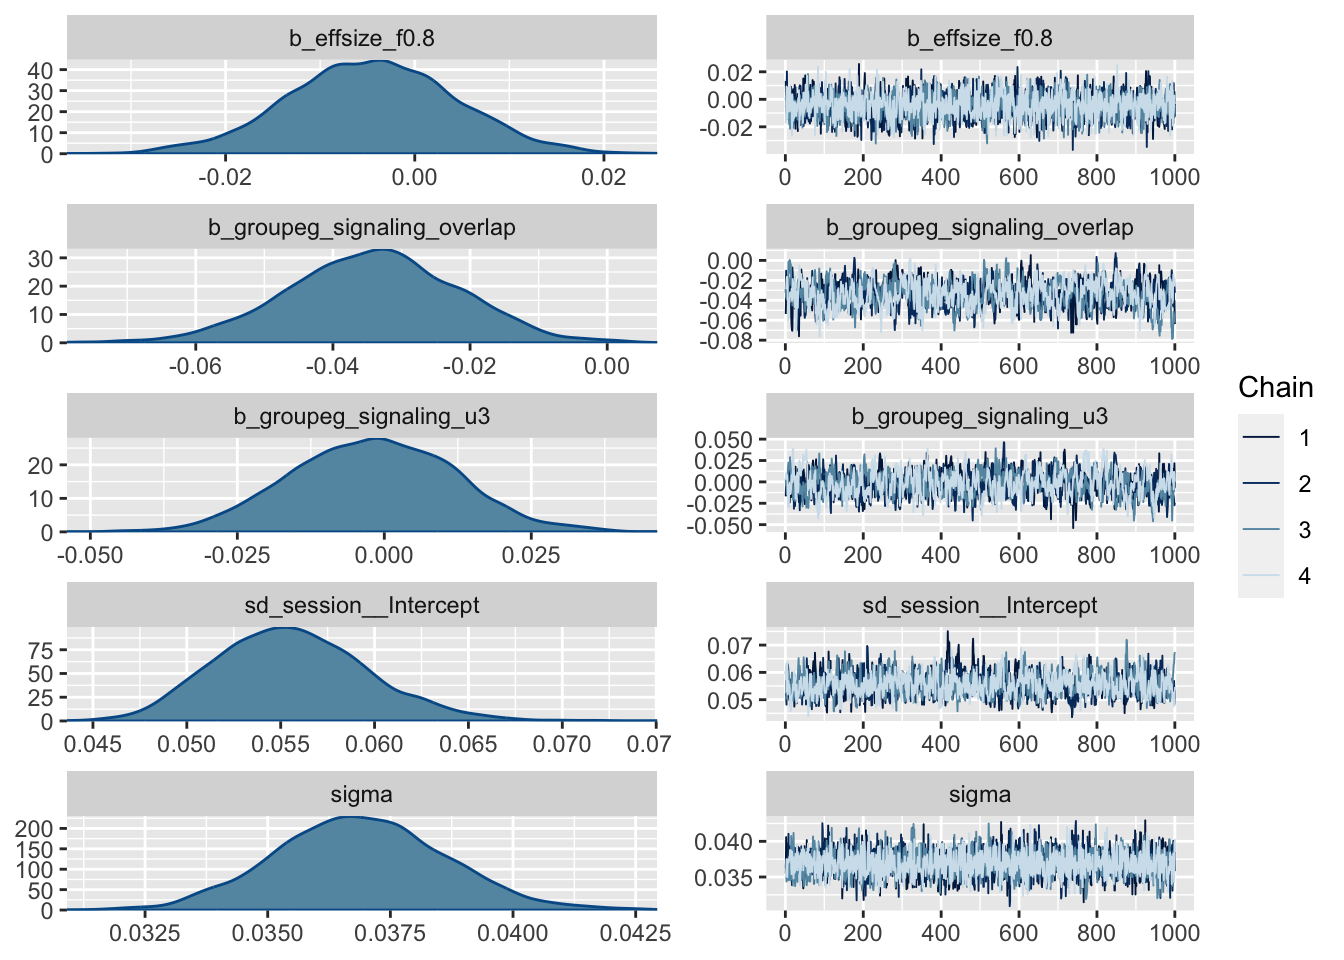 b_effsize_f0.8
40
30
20
10
0
-0.02 0.00 0.02
b_effsize_f0.8
0.02
0.00
-0.02
0 200 400 600 800 1000
b_groupeg_signaling_overlap
30
20
10
0
-0.06 -0.04 -0.02 0.00
b_groupeg_signaling_overlap
0.00
-0.02
-0.04
-0.06
-0.08
0 200 400 600 800 1000
b_groupeg_signaling_u3
20
10
0
-0.050 -0.025 0.000 0.025
b_groupeg_signaling_u3
0.050
0.025
0.000
-0.025
-0.050
0 200 400 600 800 1000
sd_session__Intercept
75
50
25
0
0.045 0.050 0.055 0.060 0.065 0.070 0.07
sd_session__Intercept
0.07
0.06
0.05
0 200 400 600 800 1000
sigma
200
150
100
50
0
0.0325 0.0350 0.0375 0.0400 0.0425
sigma
0.040
0.035
0 200 400 600 800 1000
Chain
1
2
3
4